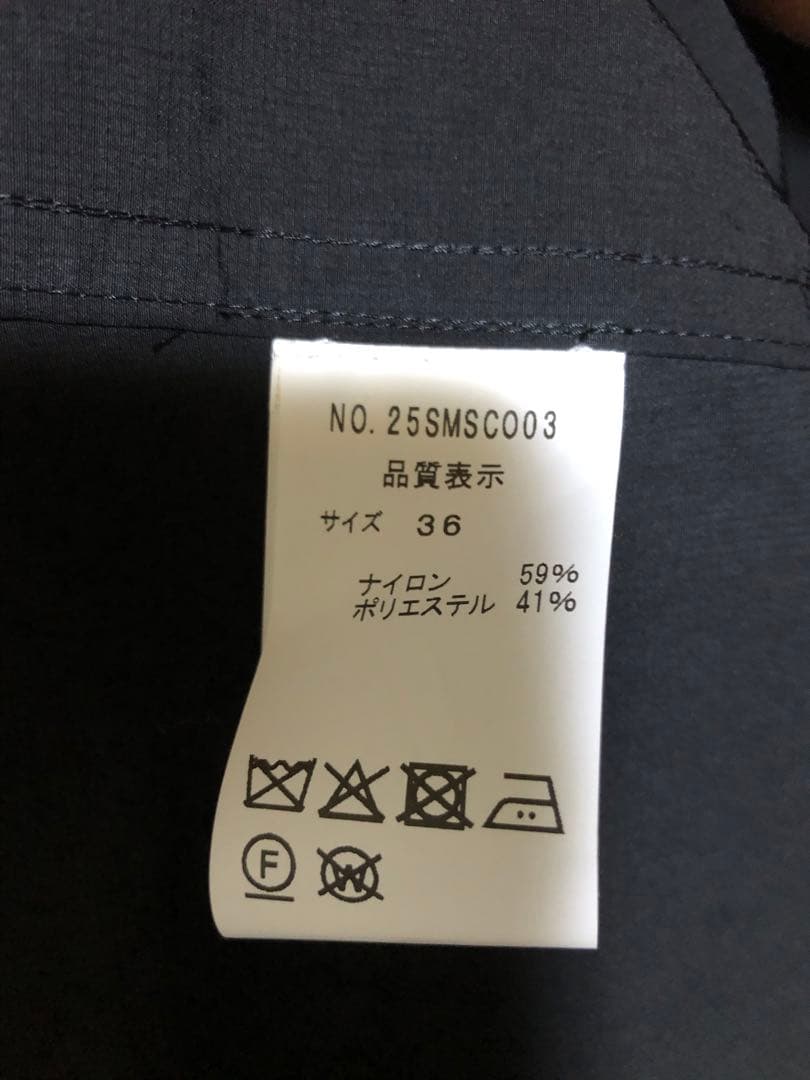 NO.25SMSCO03
品質表示
サイズ 36
ナイロン 59%
ポリエステル 41%
F
W